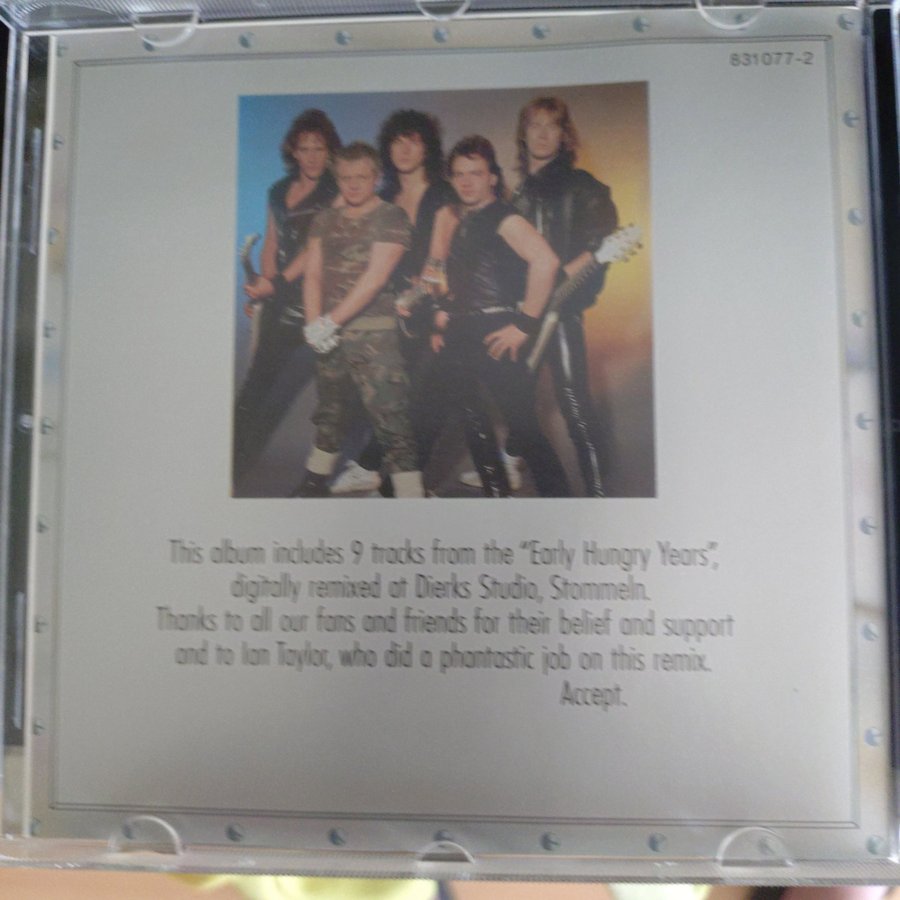 831077-2
This album includes 9 tracks from the "Early Hungry Years",
digitally remixed at Dierks Studio, Stommeln.
Thanks to all our fans and friends for their belief and support
and to Ian Taylor, who did a phantastic job on this remix.
Accept.